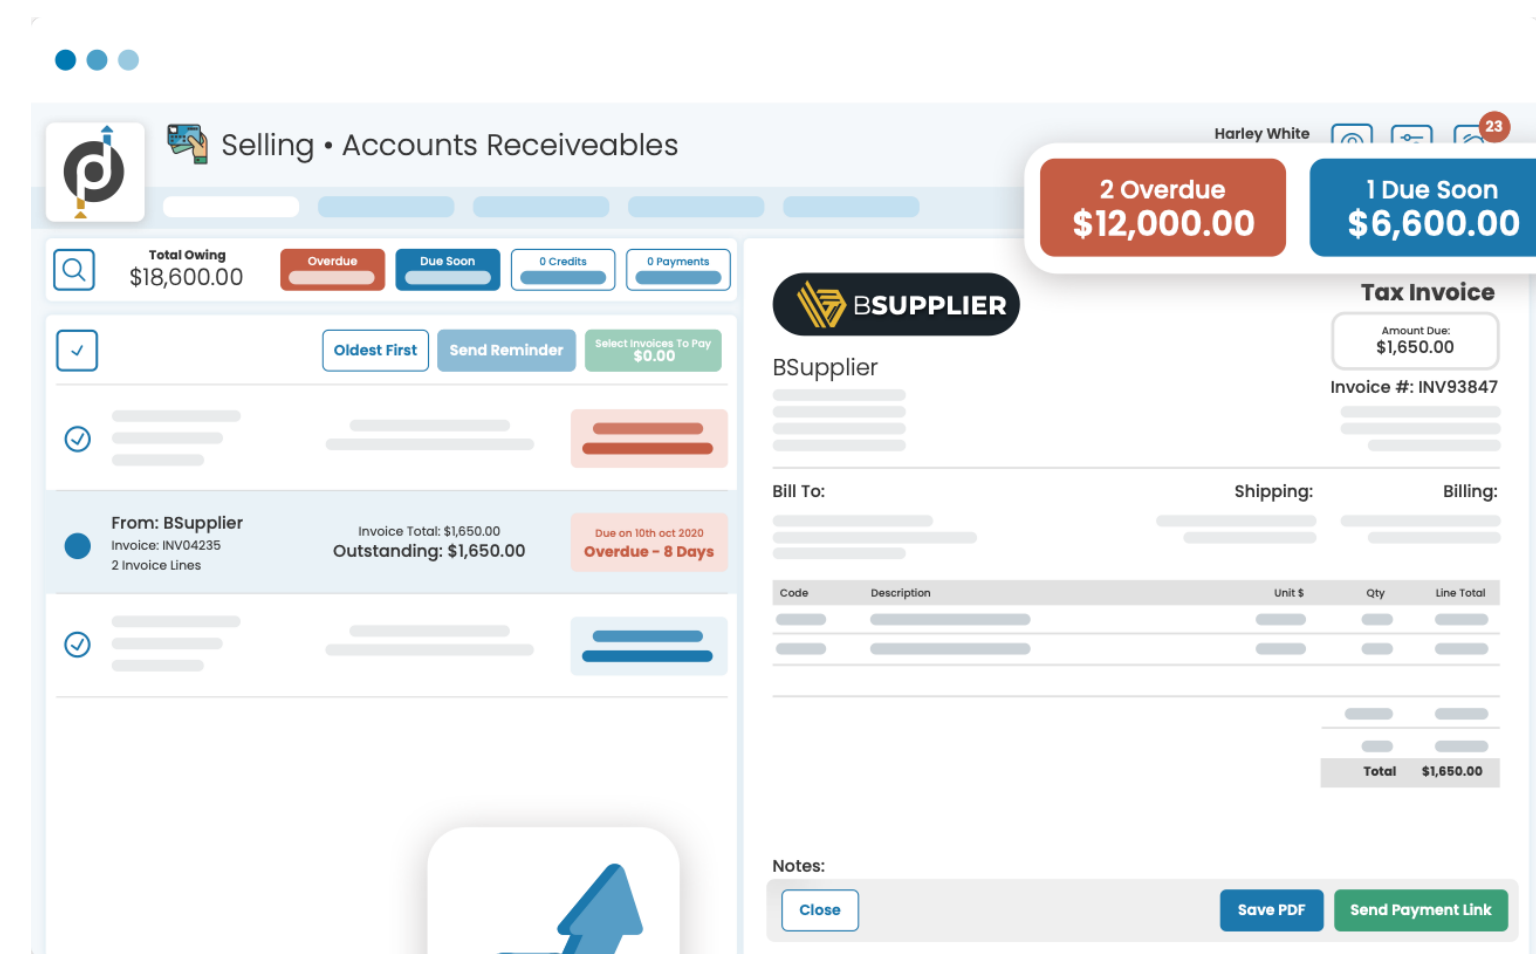 Selling • Accounts Receiveables
Harley White
23
2 Overdue
$12,000.00
1 Due Soon
$6,600.00
Total Owing
$18,600.00
Overdue
Due Soon
0 Credits
0 Payments
Oldest First
Send Reminder
Select Invoices To Pay
$0.00
From: BSupplier
Invoice: INV04235
2 Invoice Lines
Invoice Total: $1,650.00
Outstanding: $1,650.00
Due on 10th oct 2020
Overdue - 8 Days
BSUPPLIER
BSupplier
Tax Invoice
Amount Due:
$1,650.00
Invoice #: INV93847
Bill To:
Shipping:
Billing:
Code Description Unit $ Qty Line Total
Total $1,650.00
Notes:
Close
Save PDF
Send Payment Link